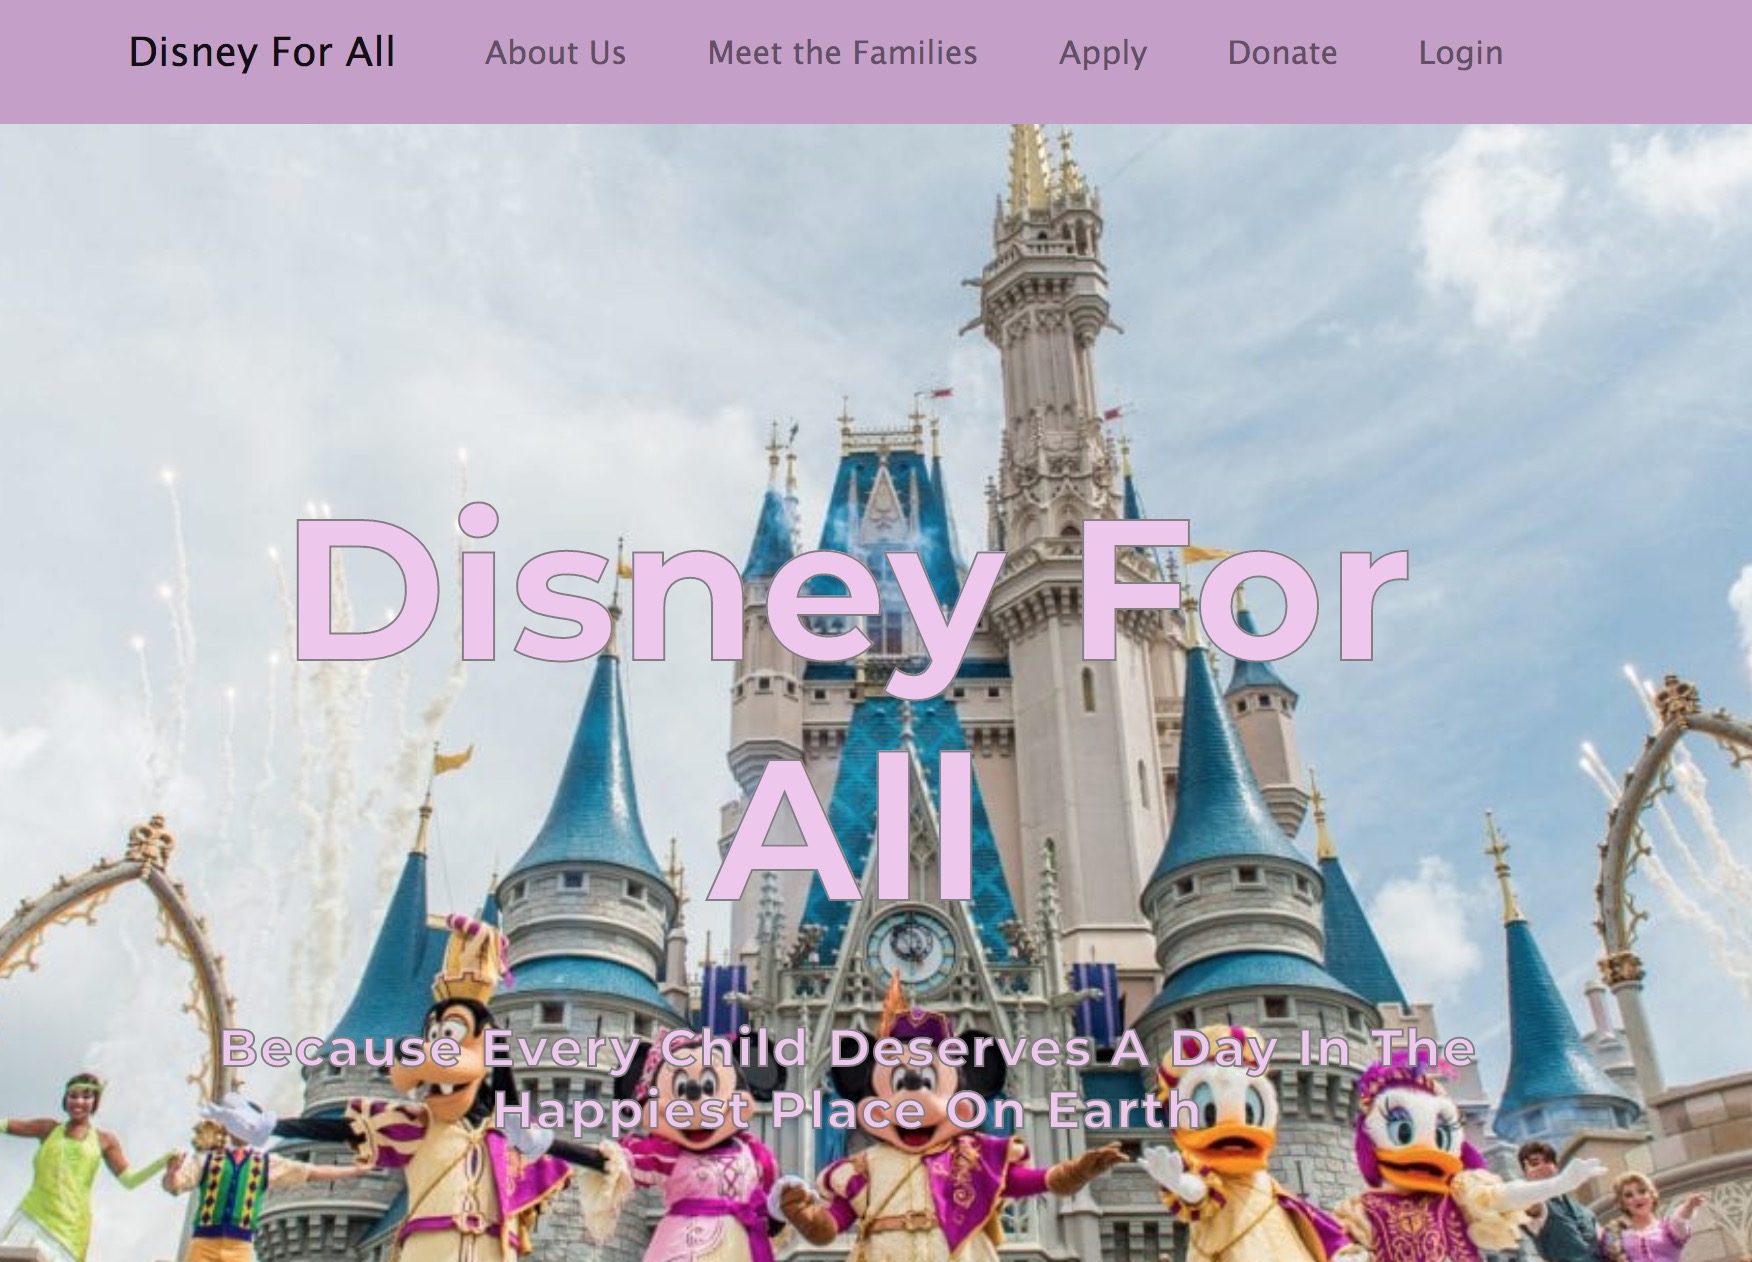 Disney For All About Us Meet the Families Apply Donate Login
Disney For
All
Because Every Child Deserves A Day In The
Happiest Place On Earth